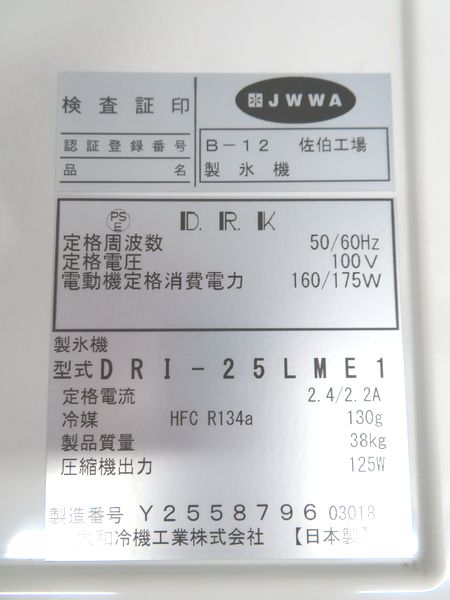 検査証印 JWWA
認証登録番号 B-12 佐伯工場
品名 製氷機
PSE D.R.K
定格周波数 50/60Hz
定格電圧 100V
電動機定格消費電力 160/175W
製氷機
型式 DRI-25LME1
定格電流 2.4/2.2A
冷媒 HFC R134a 130g
製品質量 38kg
圧縮機出力 125W
製造番号 Y2558796 03018
大和冷機工業株式会社 【日本製】